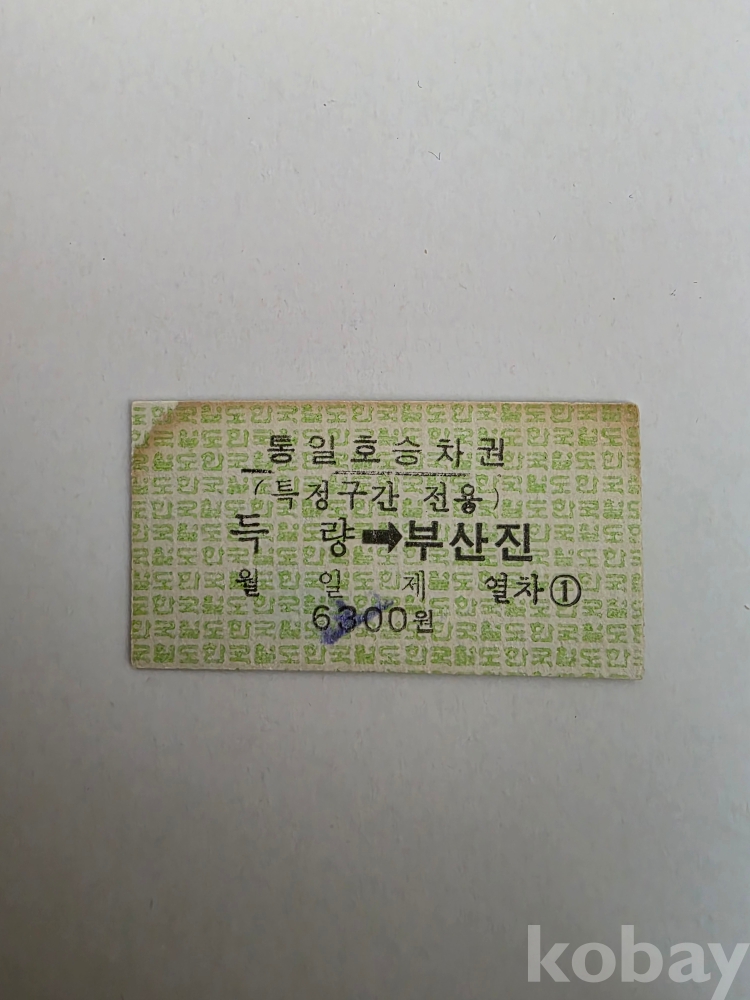 통일호승차권
(특정구간 전용)
득 량➡부산진
월 일 제 열차①
6300원
kobay